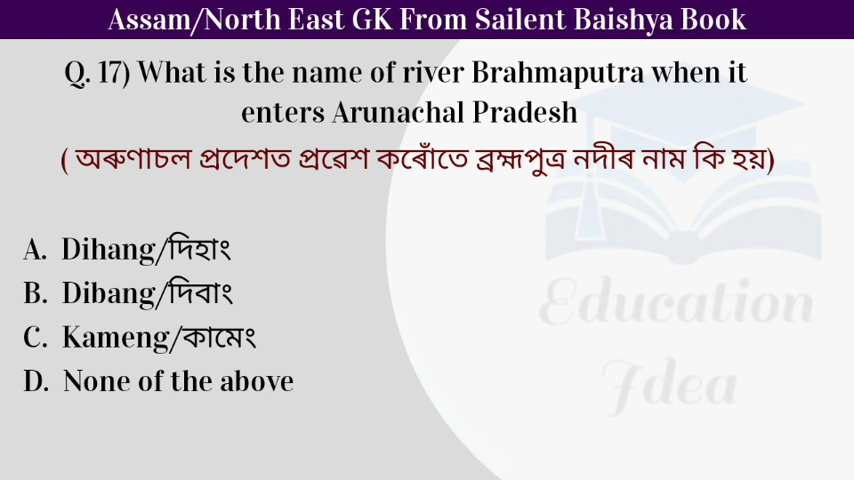 Assam/North East GK From Sailent Baishya Book
Q. 17) What is the name of river Brahmaputra when it
enters Arunachal Pradesh
( অৰুণাচল প্ৰদেশত প্ৰৱেশ কৰোঁতে ব্ৰহ্মপুত্ৰ নদীৰ নাম কি হয়)
A. Dihang/দিহাং
B. Dibang/দিবাং
C. Kameng/কামেং
D. None of the above
Education
Idea